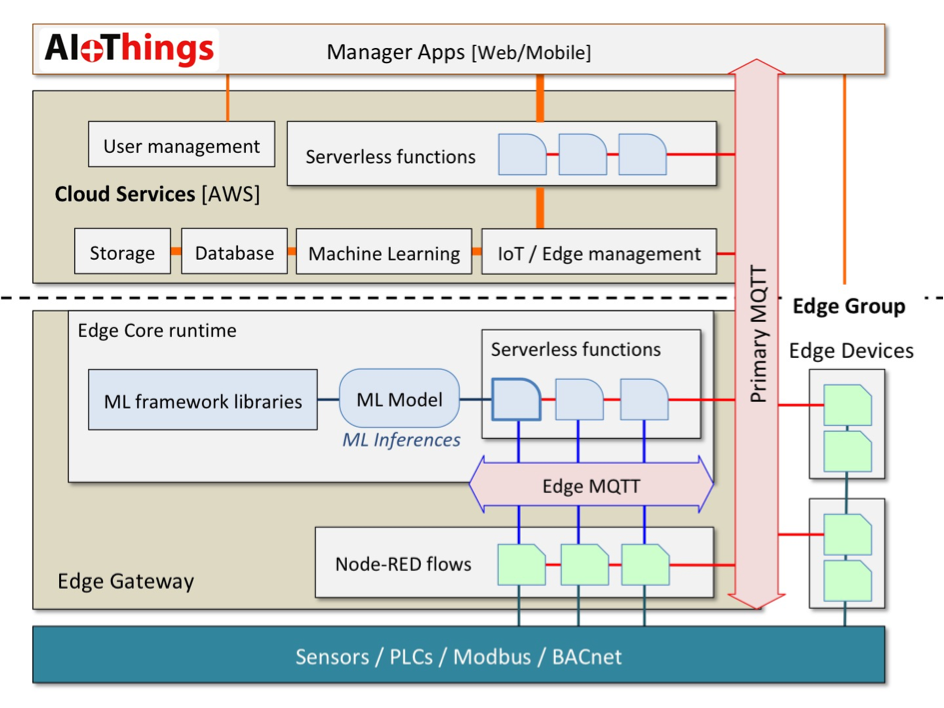 AI+Things
Manager Apps [Web/Mobile]
User management
Serverless functions
Cloud Services [AWS]
Storage
Database
Machine Learning
IoT / Edge management
Primary MQTT
Edge Group
Edge Devices
Edge Core runtime
Serverless functions
ML framework libraries
ML Model
ML Inferences
Edge MQTT
Node-RED flows
Edge Gateway
Sensors / PLCs / Modbus / BACnet